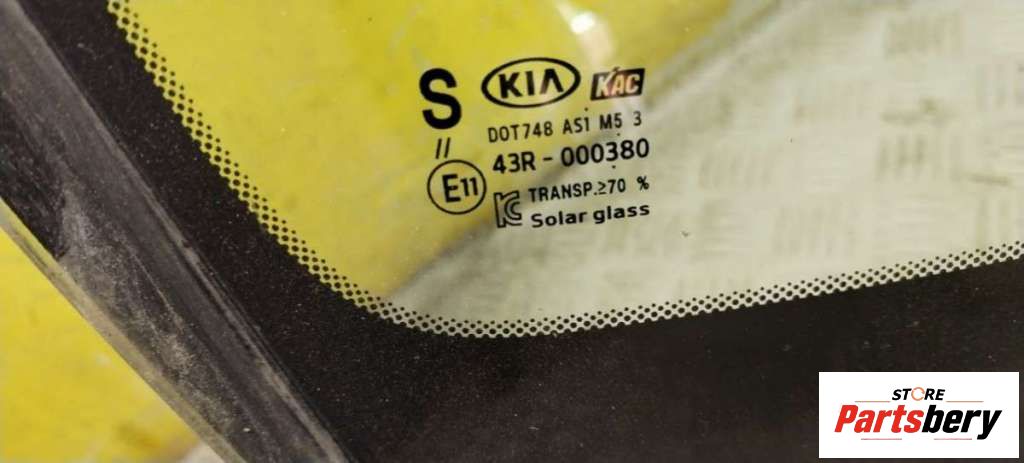 S KIA KAC
DOT748 AS1 M5 3
// 43R - 000380
E11 TRANSP.≥70 %
Solar glass
STORE
Partsbery